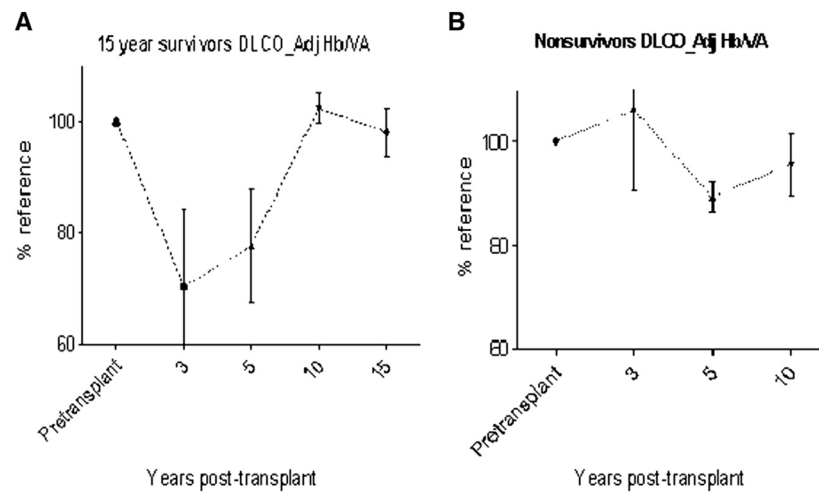 A
15 year survivors DLCO_Adj Hb/VA
% reference
100
80
60
Pretransplant
3
5
10
15
Years post-transplant
B
Nonsurvivors DLCO_Adj Hb/VA
% reference
100
80
60
Pretransplant
3
5
10
Years post-transplant